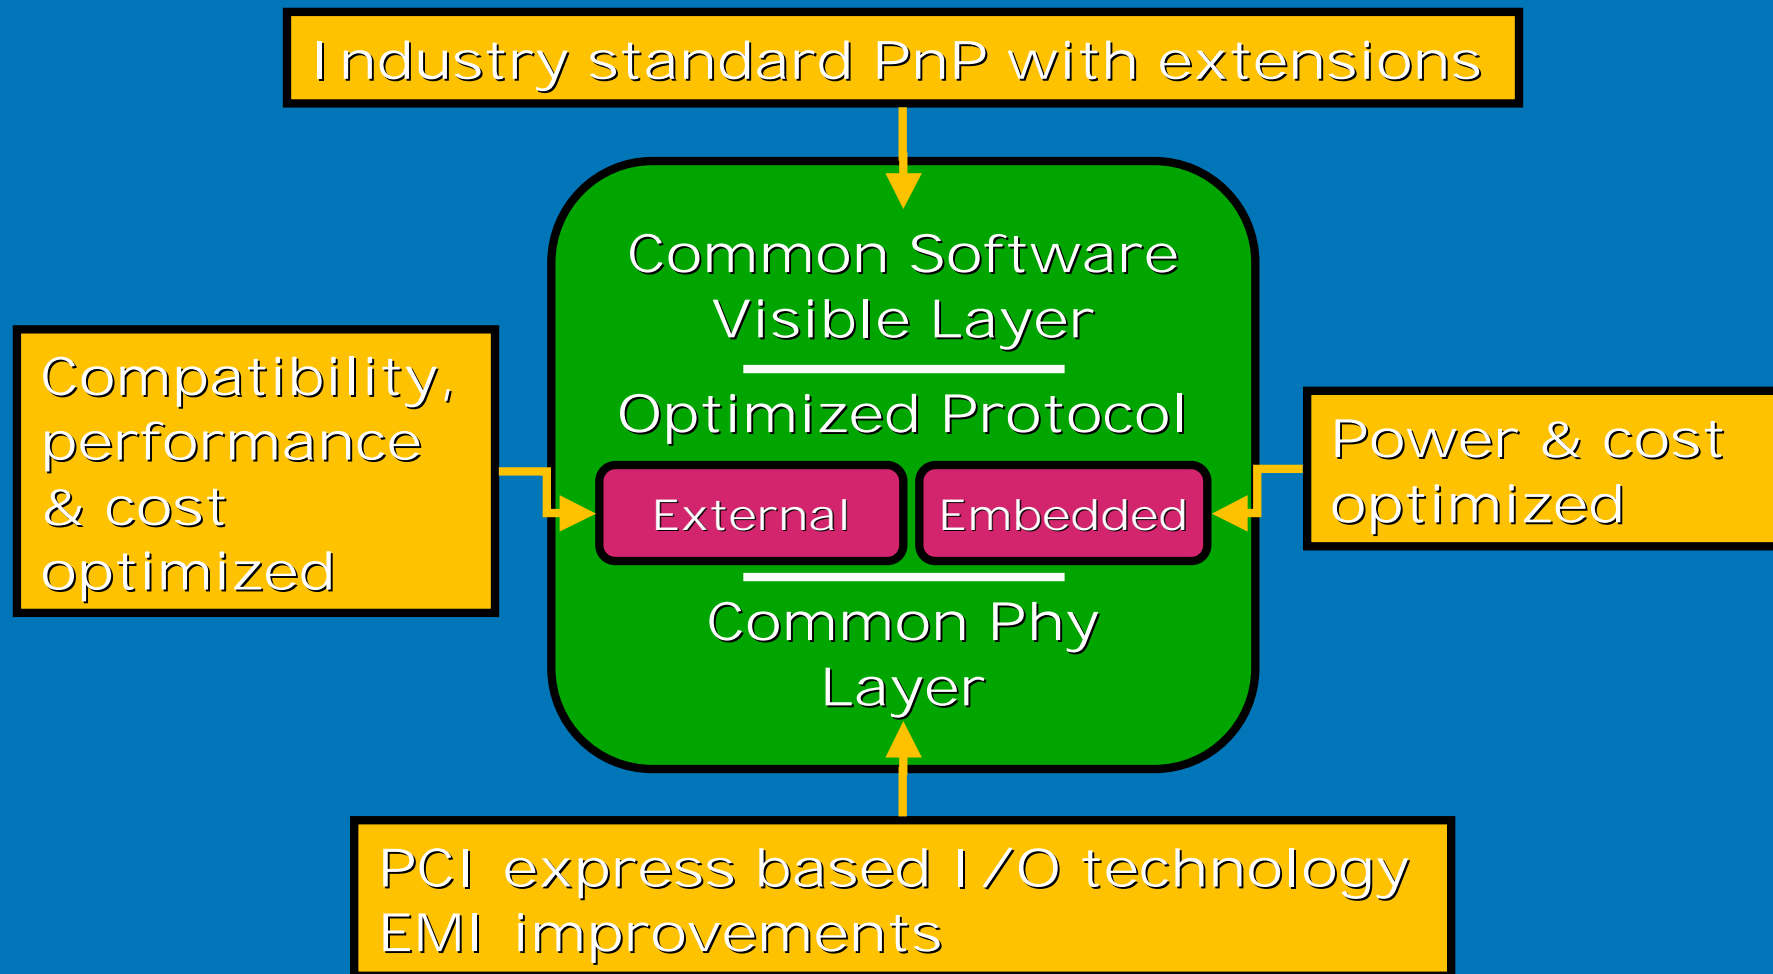 Industry standard PnP with extensions
Common Software
Visible Layer
Compatibility,
performance
& cost
optimized
Optimized Protocol
External
Embedded
Power & cost
optimized
Common Phy
Layer
PCI express based I/O technology
EMI improvements